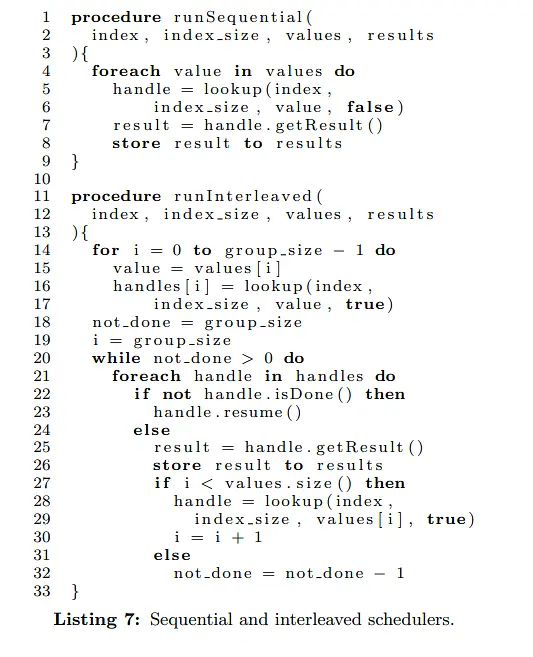 1 procedure runSequential(
2 index, index_size, values, results
3 ){
4 foreach value in values do
5 handle = lookup(index,
6 index_size, value, false)
7 result = handle.getResult()
8 store result to results
9 }
10
11 procedure runInterleaved(
12 index, index_size, values, results
13 ){
14 for i = 0 to group_size − 1 do
15 value = values[i]
16 handles[i] = lookup(index,
17 index_size, value, true)
18 not_done = group_size
19 i = group_size
20 while not_done > 0 do
21 foreach handle in handles do
22 if not handle.isDone() then
23 handle.resume()
24 else
25 result = handle.getResult()
26 store result to results
27 if i < values.size() then
28 handle = lookup(index,
29 index_size, values[i], true)
30 i = i + 1
31 else
32 not_done = not_done − 1
33 }
Listing 7: Sequential and interleaved schedulers.